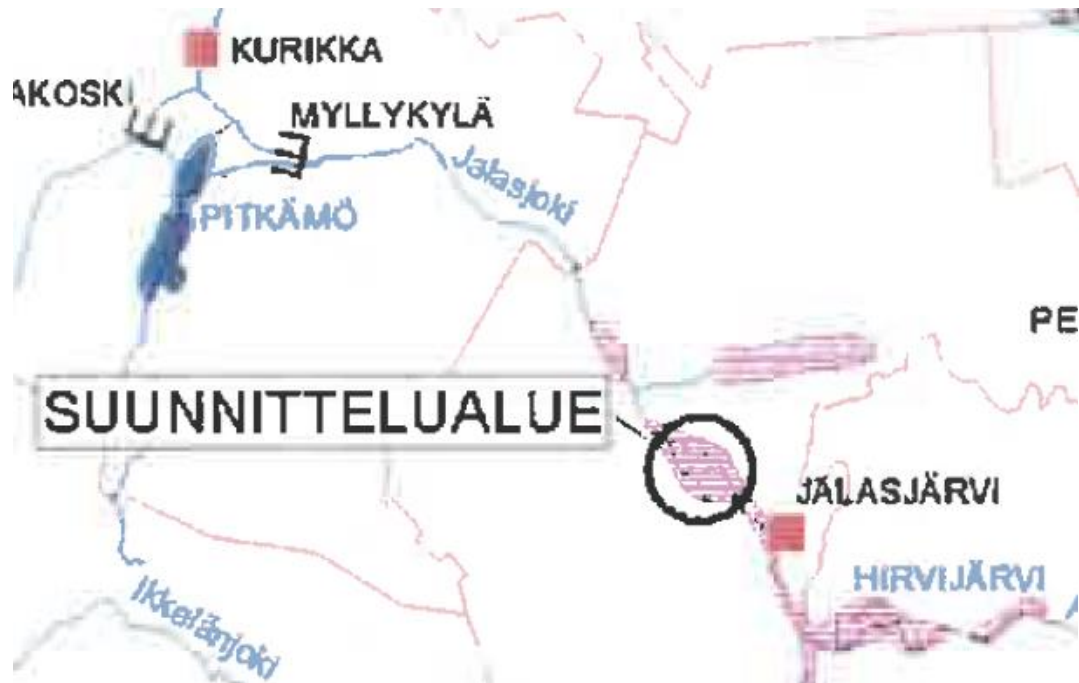 KURIKKA
AKOSKI
MYLLYKYLÄ
Jalasjoki
PITKÄMÖ
PE
SUUNNITTELUALUE
JALASJÄRVI
HIRVIJÄRVI
Ikkelänjoki